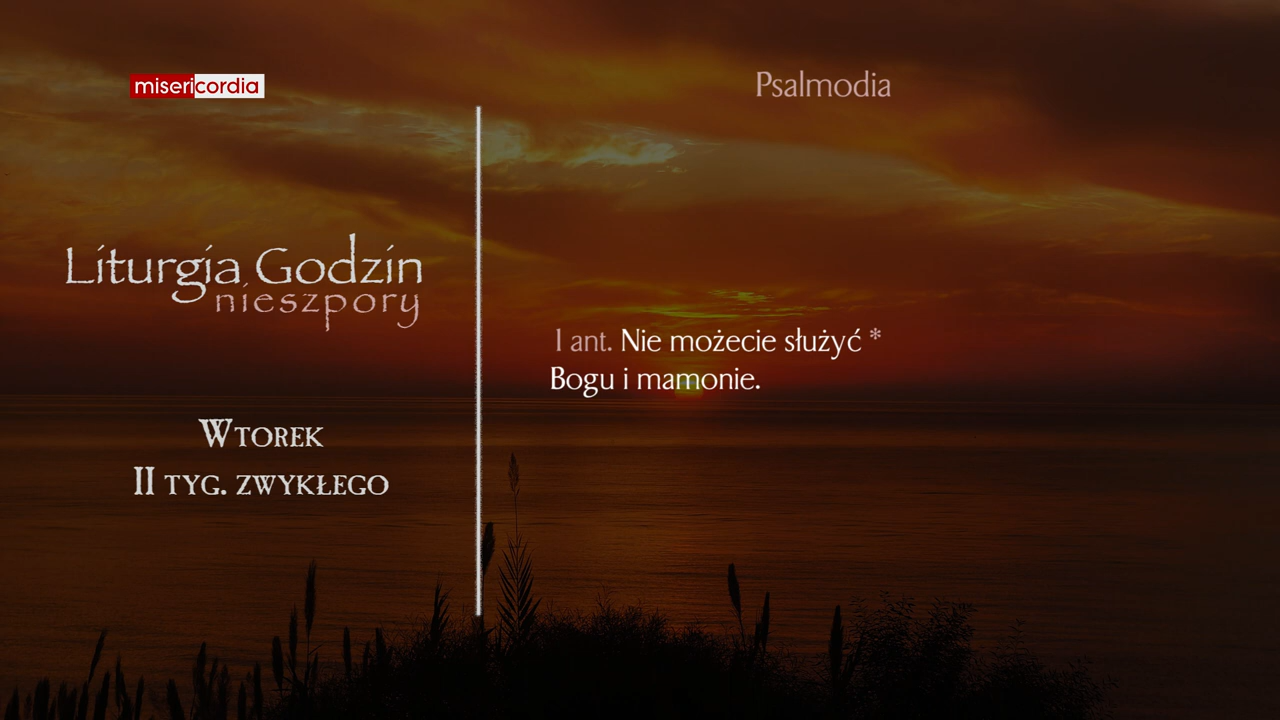 misericordia
Psalmodia
Liturgia Godzin
nieszpory
I ant. Nie możecie służyć *
Bogu i mamonie.
Wtorek
II tyg. zwykłego